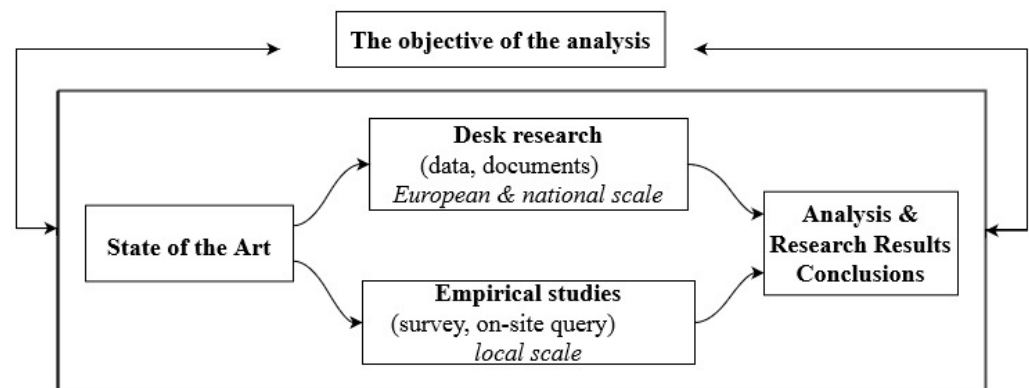 The objective of the analysis
Desk research
(data, documents)
European & national scale
State of the Art
Empirical studies
(survey, on-site query)
local scale
Analysis &
Research Results
Conclusions